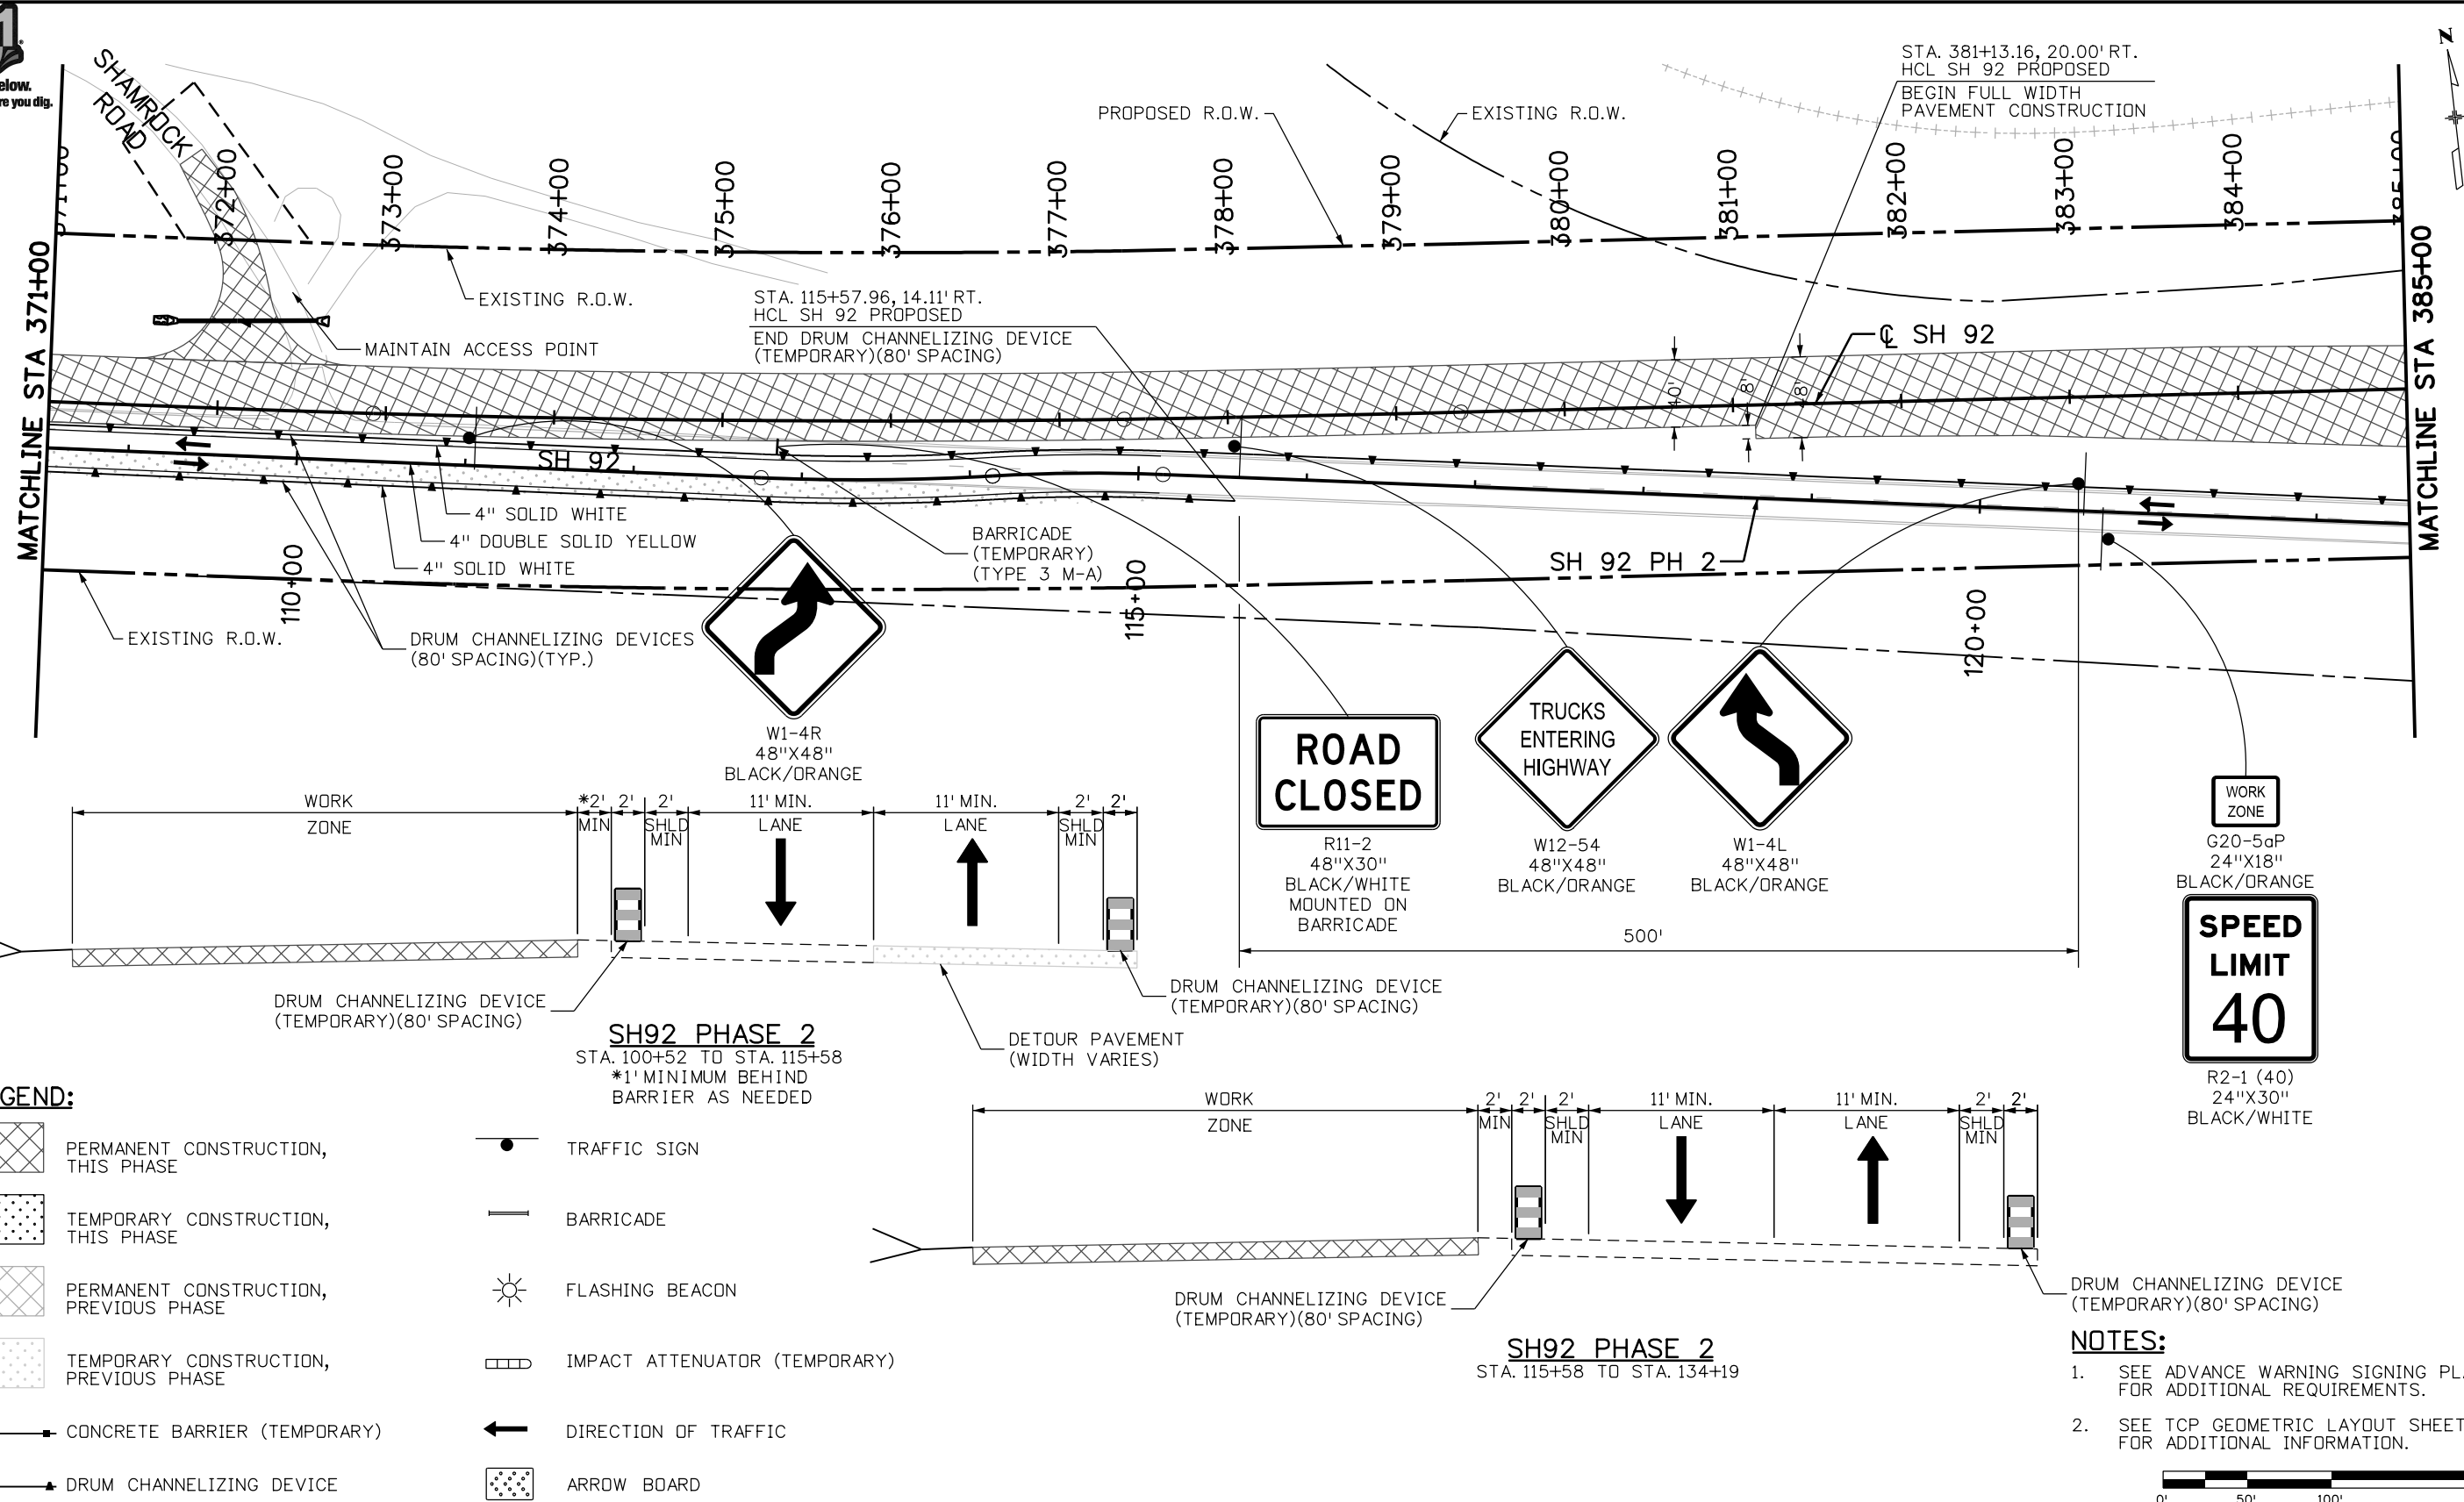 elow.
re you dig.
SHAMROCK
ROAD
PROPOSED R.O.W.
EXISTING R.O.W.
STA. 381+13.16, 20.00' RT.
HCL SH 92 PROPOSED
BEGIN FULL WIDTH
PAVEMENT CONSTRUCTION
N
372+00
373+00
374+00
375+00
376+00
377+00
378+00
379+00
380+00
381+00
382+00
383+00
384+00
MATCHLINE STA 371+00
MATCHLINE STA 385+00
EXISTING R.O.W.
MAINTAIN ACCESS POINT
STA. 115+57.96, 14.11' RT.
HCL SH 92 PROPOSED
END DRUM CHANNELIZING DEVICE
(TEMPORARY)(80' SPACING)
℄ SH 92
40'
8'
48'
SH 92
4" SOLID WHITE
4" DOUBLE SOLID YELLOW
4" SOLID WHITE
BARRICADE
(TEMPORARY)
(TYPE 3 M-A)
SH 92 PH 2
110+00
115+00
120+00
EXISTING R.O.W.
DRUM CHANNELIZING DEVICES
(80' SPACING)(TYP.)
W1-4R
48"X48"
BLACK/ORANGE
ROAD
CLOSED
R11-2
48"X30"
BLACK/WHITE
MOUNTED ON
BARRICADE
TRUCKS
ENTERING
HIGHWAY
W12-54
48"X48"
BLACK/ORANGE
W1-4L
48"X48"
BLACK/ORANGE
WORK
ZONE
G20-5aP
24"X18"
BLACK/ORANGE
SPEED
LIMIT
40
R2-1 (40)
24"X30"
BLACK/WHITE
500'
WORK
ZONE
*2'
MIN
2'
2'
SHLD
MIN
11' MIN.
LANE
11' MIN.
LANE
2'
SHLD
MIN
2'
DRUM CHANNELIZING DEVICE
(TEMPORARY)(80' SPACING)
DRUM CHANNELIZING DEVICE
(TEMPORARY)(80' SPACING)
DETOUR PAVEMENT
(WIDTH VARIES)
SH92 PHASE 2
STA. 100+52 TO STA. 115+58
*1' MINIMUM BEHIND
BARRIER AS NEEDED
WORK
ZONE
2'
MIN
2'
2'
SHLD
MIN
11' MIN.
LANE
11' MIN.
LANE
2'
SHLD
MIN
2'
DRUM CHANNELIZING DEVICE
(TEMPORARY)(80' SPACING)
DRUM CHANNELIZING DEVICE
(TEMPORARY)(80' SPACING)
SH92 PHASE 2
STA. 115+58 TO STA. 134+19
GEND:
PERMANENT CONSTRUCTION,
THIS PHASE
TEMPORARY CONSTRUCTION,
THIS PHASE
PERMANENT CONSTRUCTION,
PREVIOUS PHASE
TEMPORARY CONSTRUCTION,
PREVIOUS PHASE
CONCRETE BARRIER (TEMPORARY)
DRUM CHANNELIZING DEVICE
TRAFFIC SIGN
BARRICADE
FLASHING BEACON
IMPACT ATTENUATOR (TEMPORARY)
DIRECTION OF TRAFFIC
ARROW BOARD
NOTES:
1. SEE ADVANCE WARNING SIGNING PL
FOR ADDITIONAL REQUIREMENTS.
2. SEE TCP GEOMETRIC LAYOUT SHEET
FOR ADDITIONAL INFORMATION.
0' 50' 100'